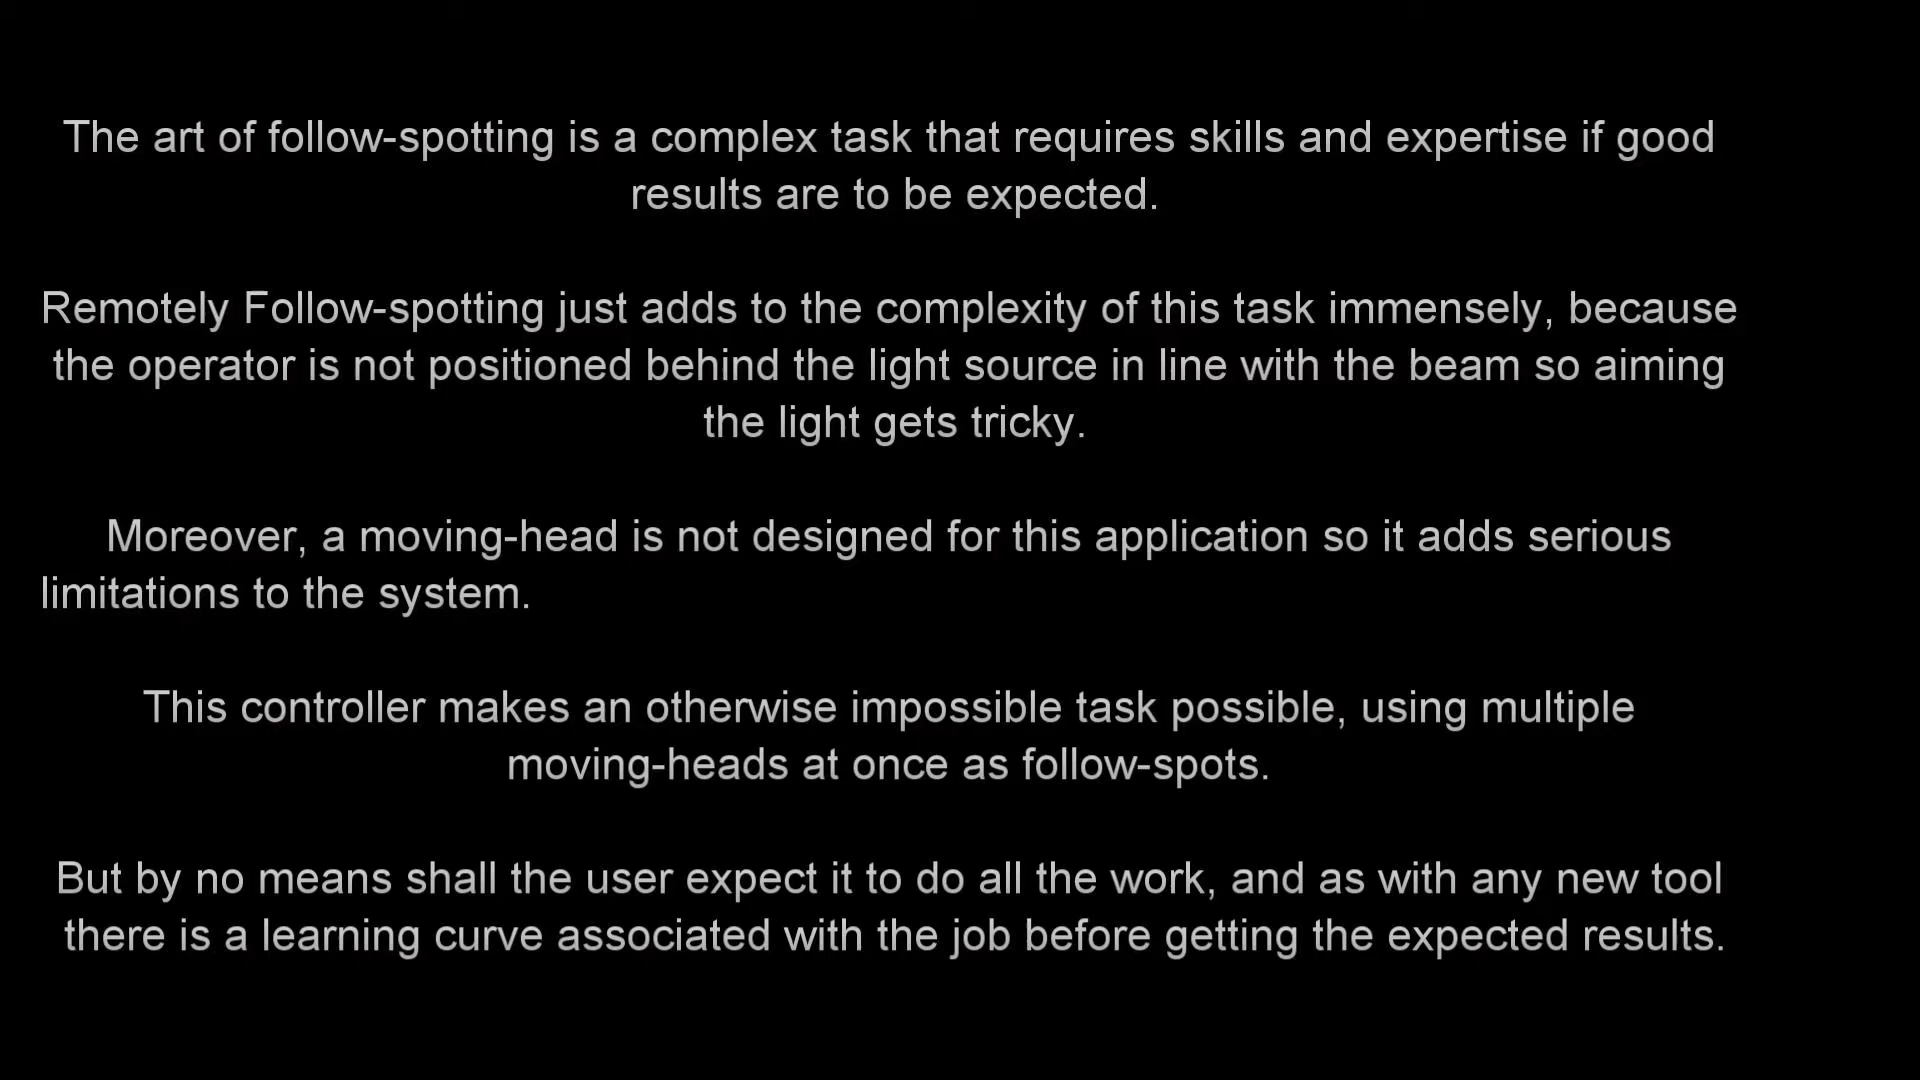 The art of follow-spotting is a complex task that requires skills and expertise if good
results are to be expected.
Remotely Follow-spotting just adds to the complexity of this task immensely, because
the operator is not positioned behind the light source in line with the beam so aiming
the light gets tricky.
Moreover, a moving-head is not designed for this application so it adds serious
limitations to the system.
This controller makes an otherwise impossible task possible, using multiple
moving-heads at once as follow-spots.
But by no means shall the user expect it to do all the work, and as with any new tool
there is a learning curve associated with the job before getting the expected results.